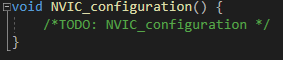 void NVIC_configuration() {
/*TODO: NVIC_configuration */
}